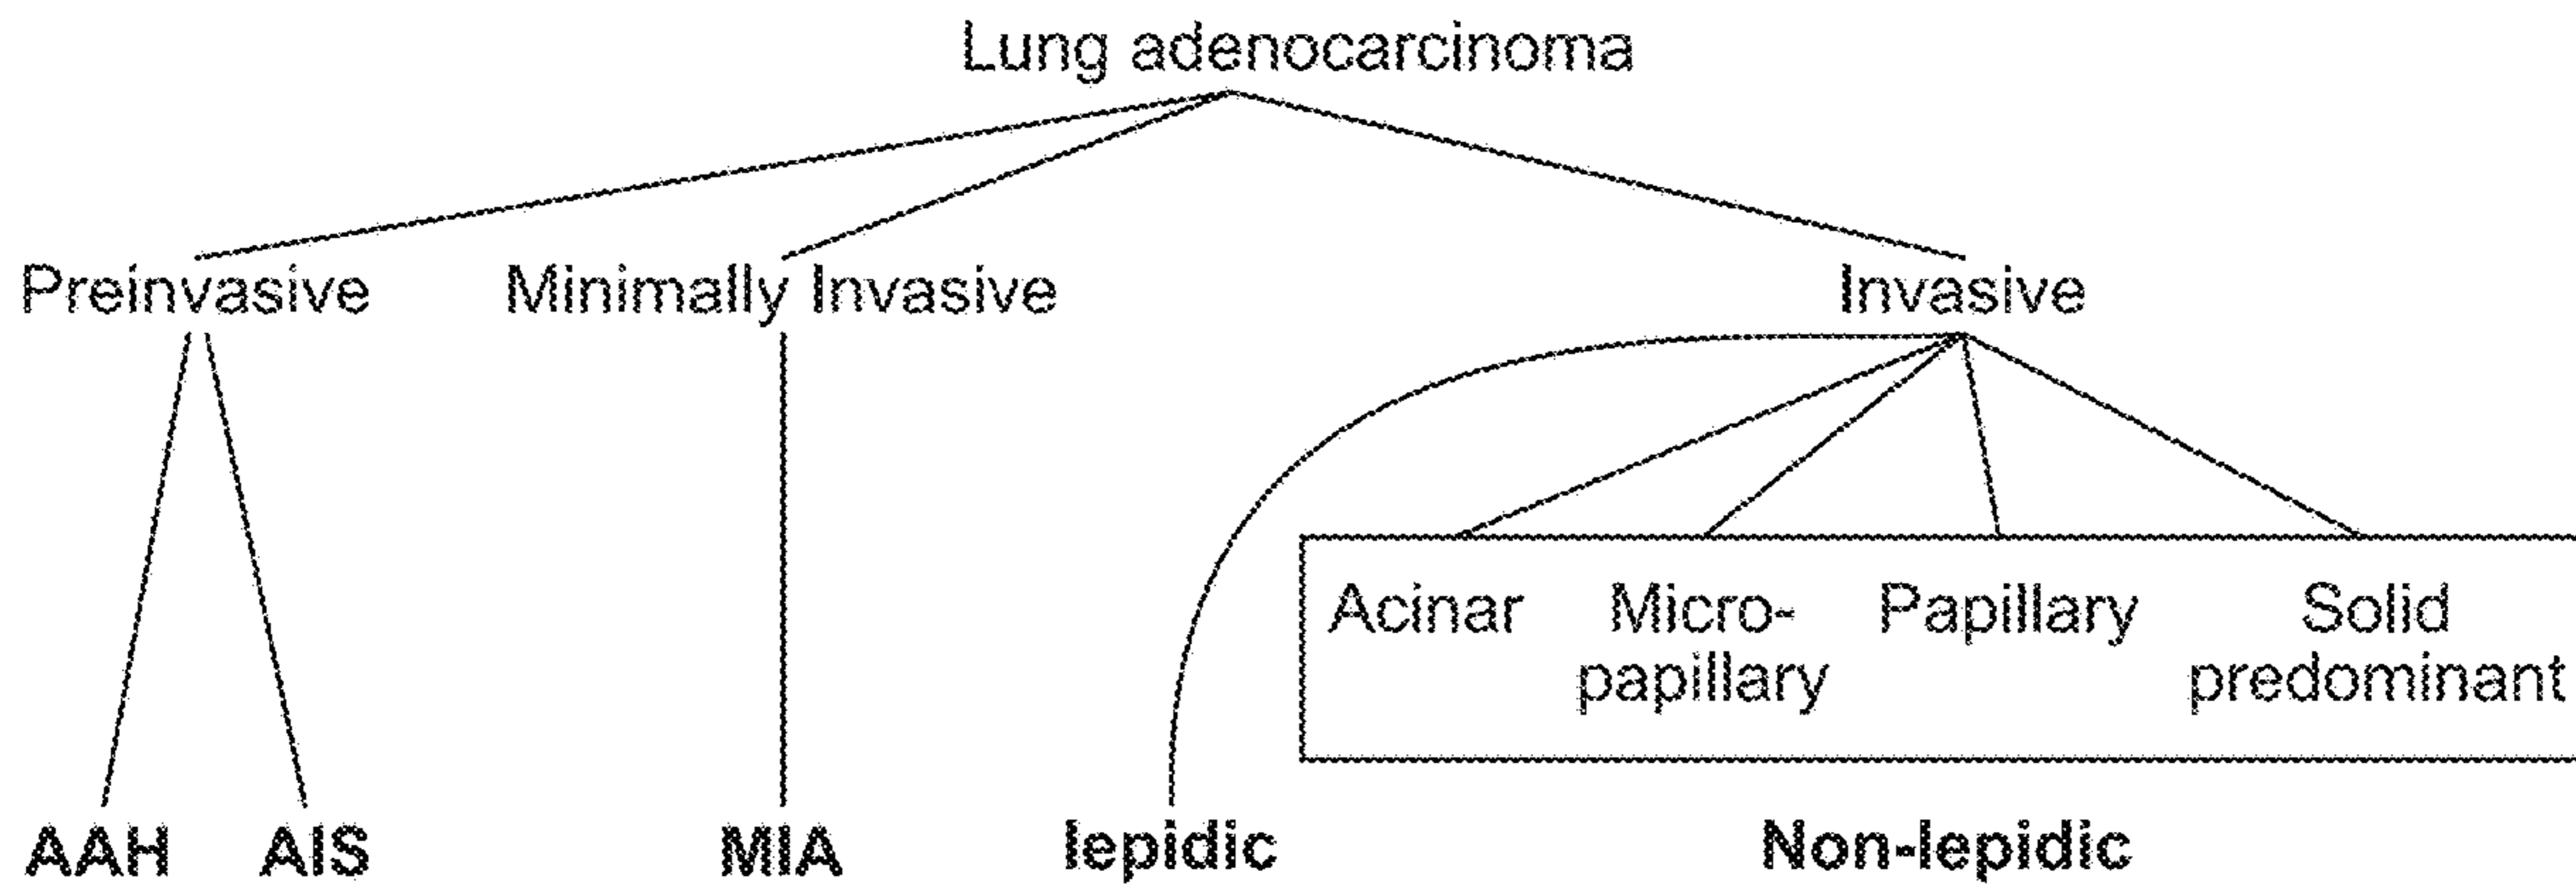 Lung adenocarcinoma
Preinvasive Minimally Invasive Invasive
Acinar Micro- Papillary Solid
papillary predominant
AAH AIS MIA lepidic Non-lepidic